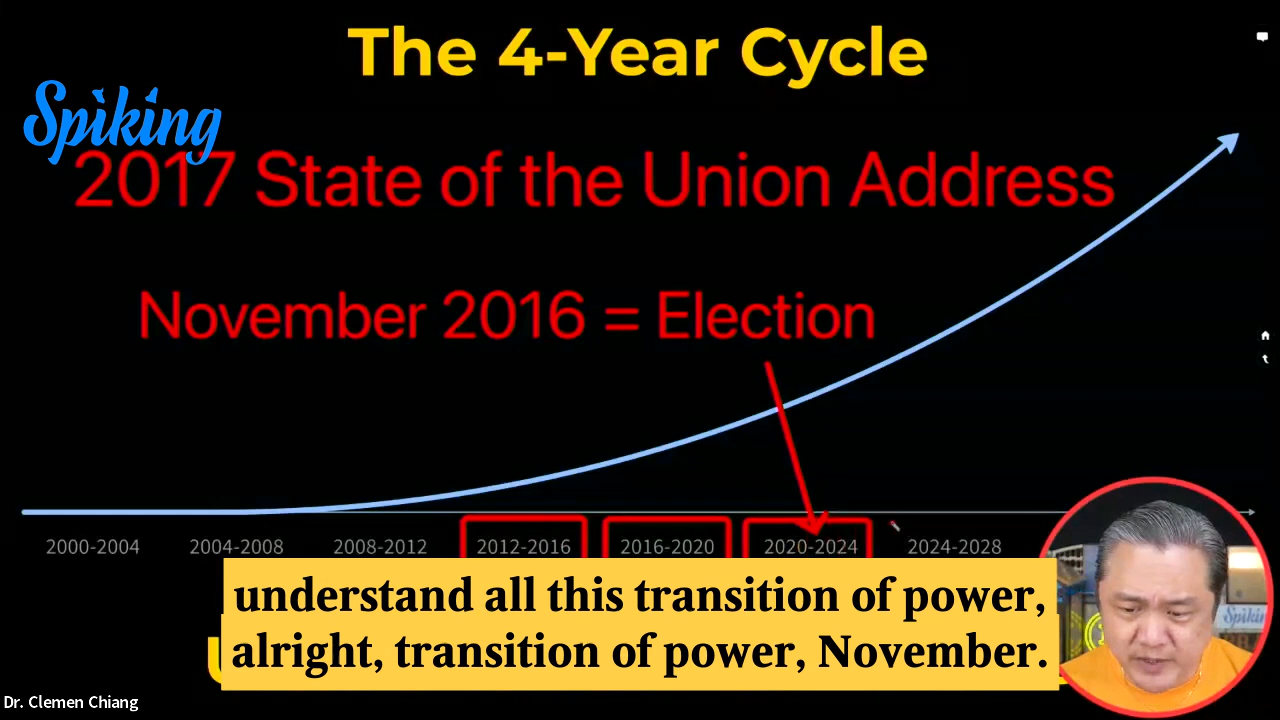 The 4-Year Cycle
Spiking
2017 State of the Union Address
November 2016 = Election
2000-2004 2004-2008 2008-2012 2012-2016 2016-2020 2020-2024 2024-2028
understand all this transition of power,
alright, transition of power, November.
Spiking
Dr. Clemen Chiang